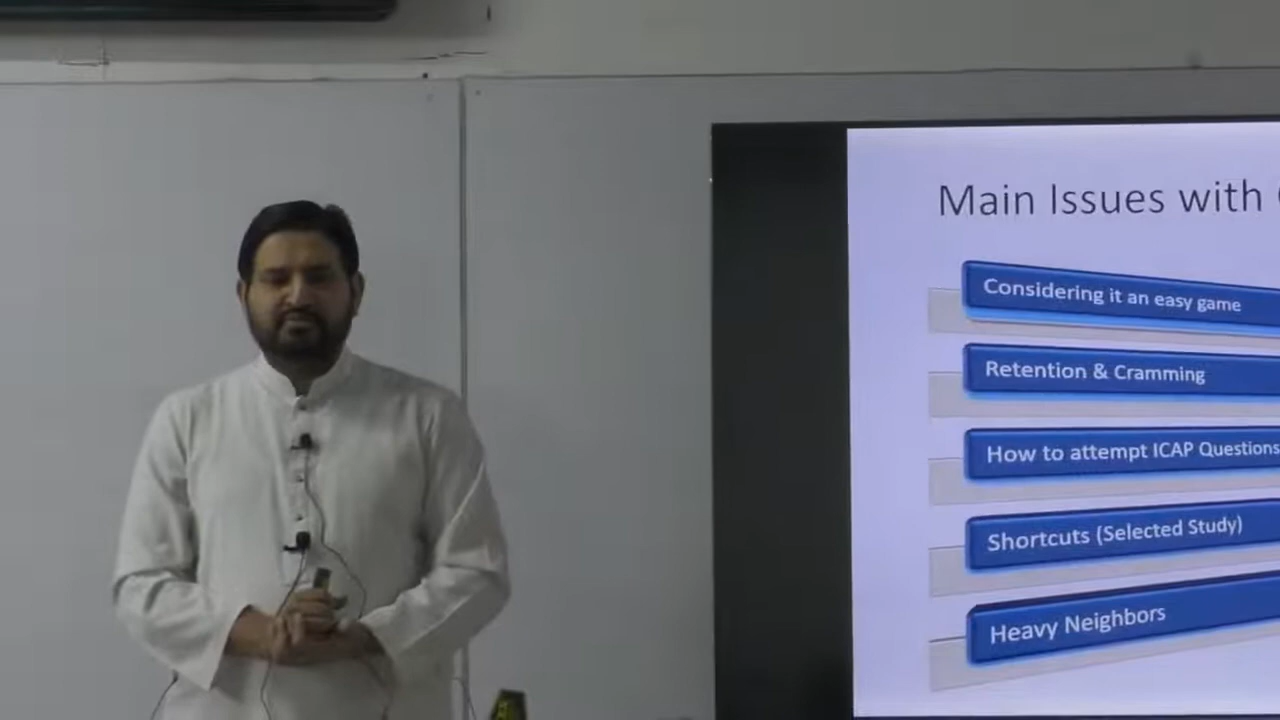 Main Issues with
Considering it an easy game
Retention & Cramming
How to attempt ICAP Questions
Shortcuts (Selected Study)
Heavy Neighbors